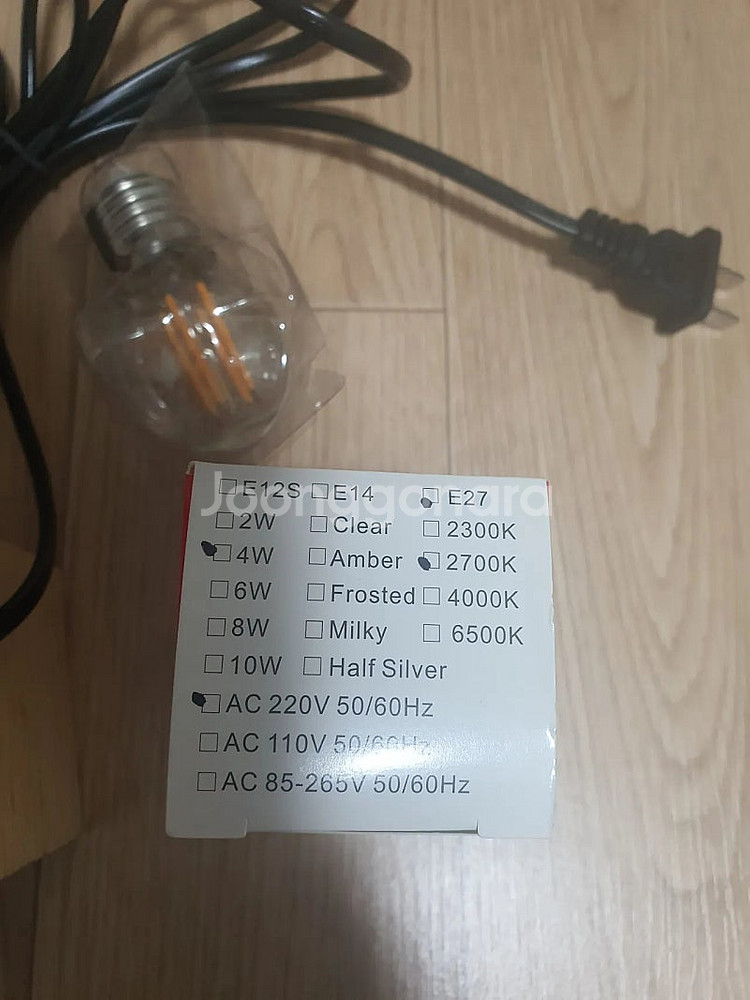 ☐E12S ☐E14 ☐E27
☐2W ☐Clear ☐2300K
☐4W ☐Amber ☐2700K
☐6W ☐Frosted ☐4000K
☐8W ☐Milky ☐6500K
☐10W ☐Half Silver
☐AC 220V 50/60Hz
☐AC 110V 50/60Hz
☐AC 85-265V 50/60Hz
Joonggonara